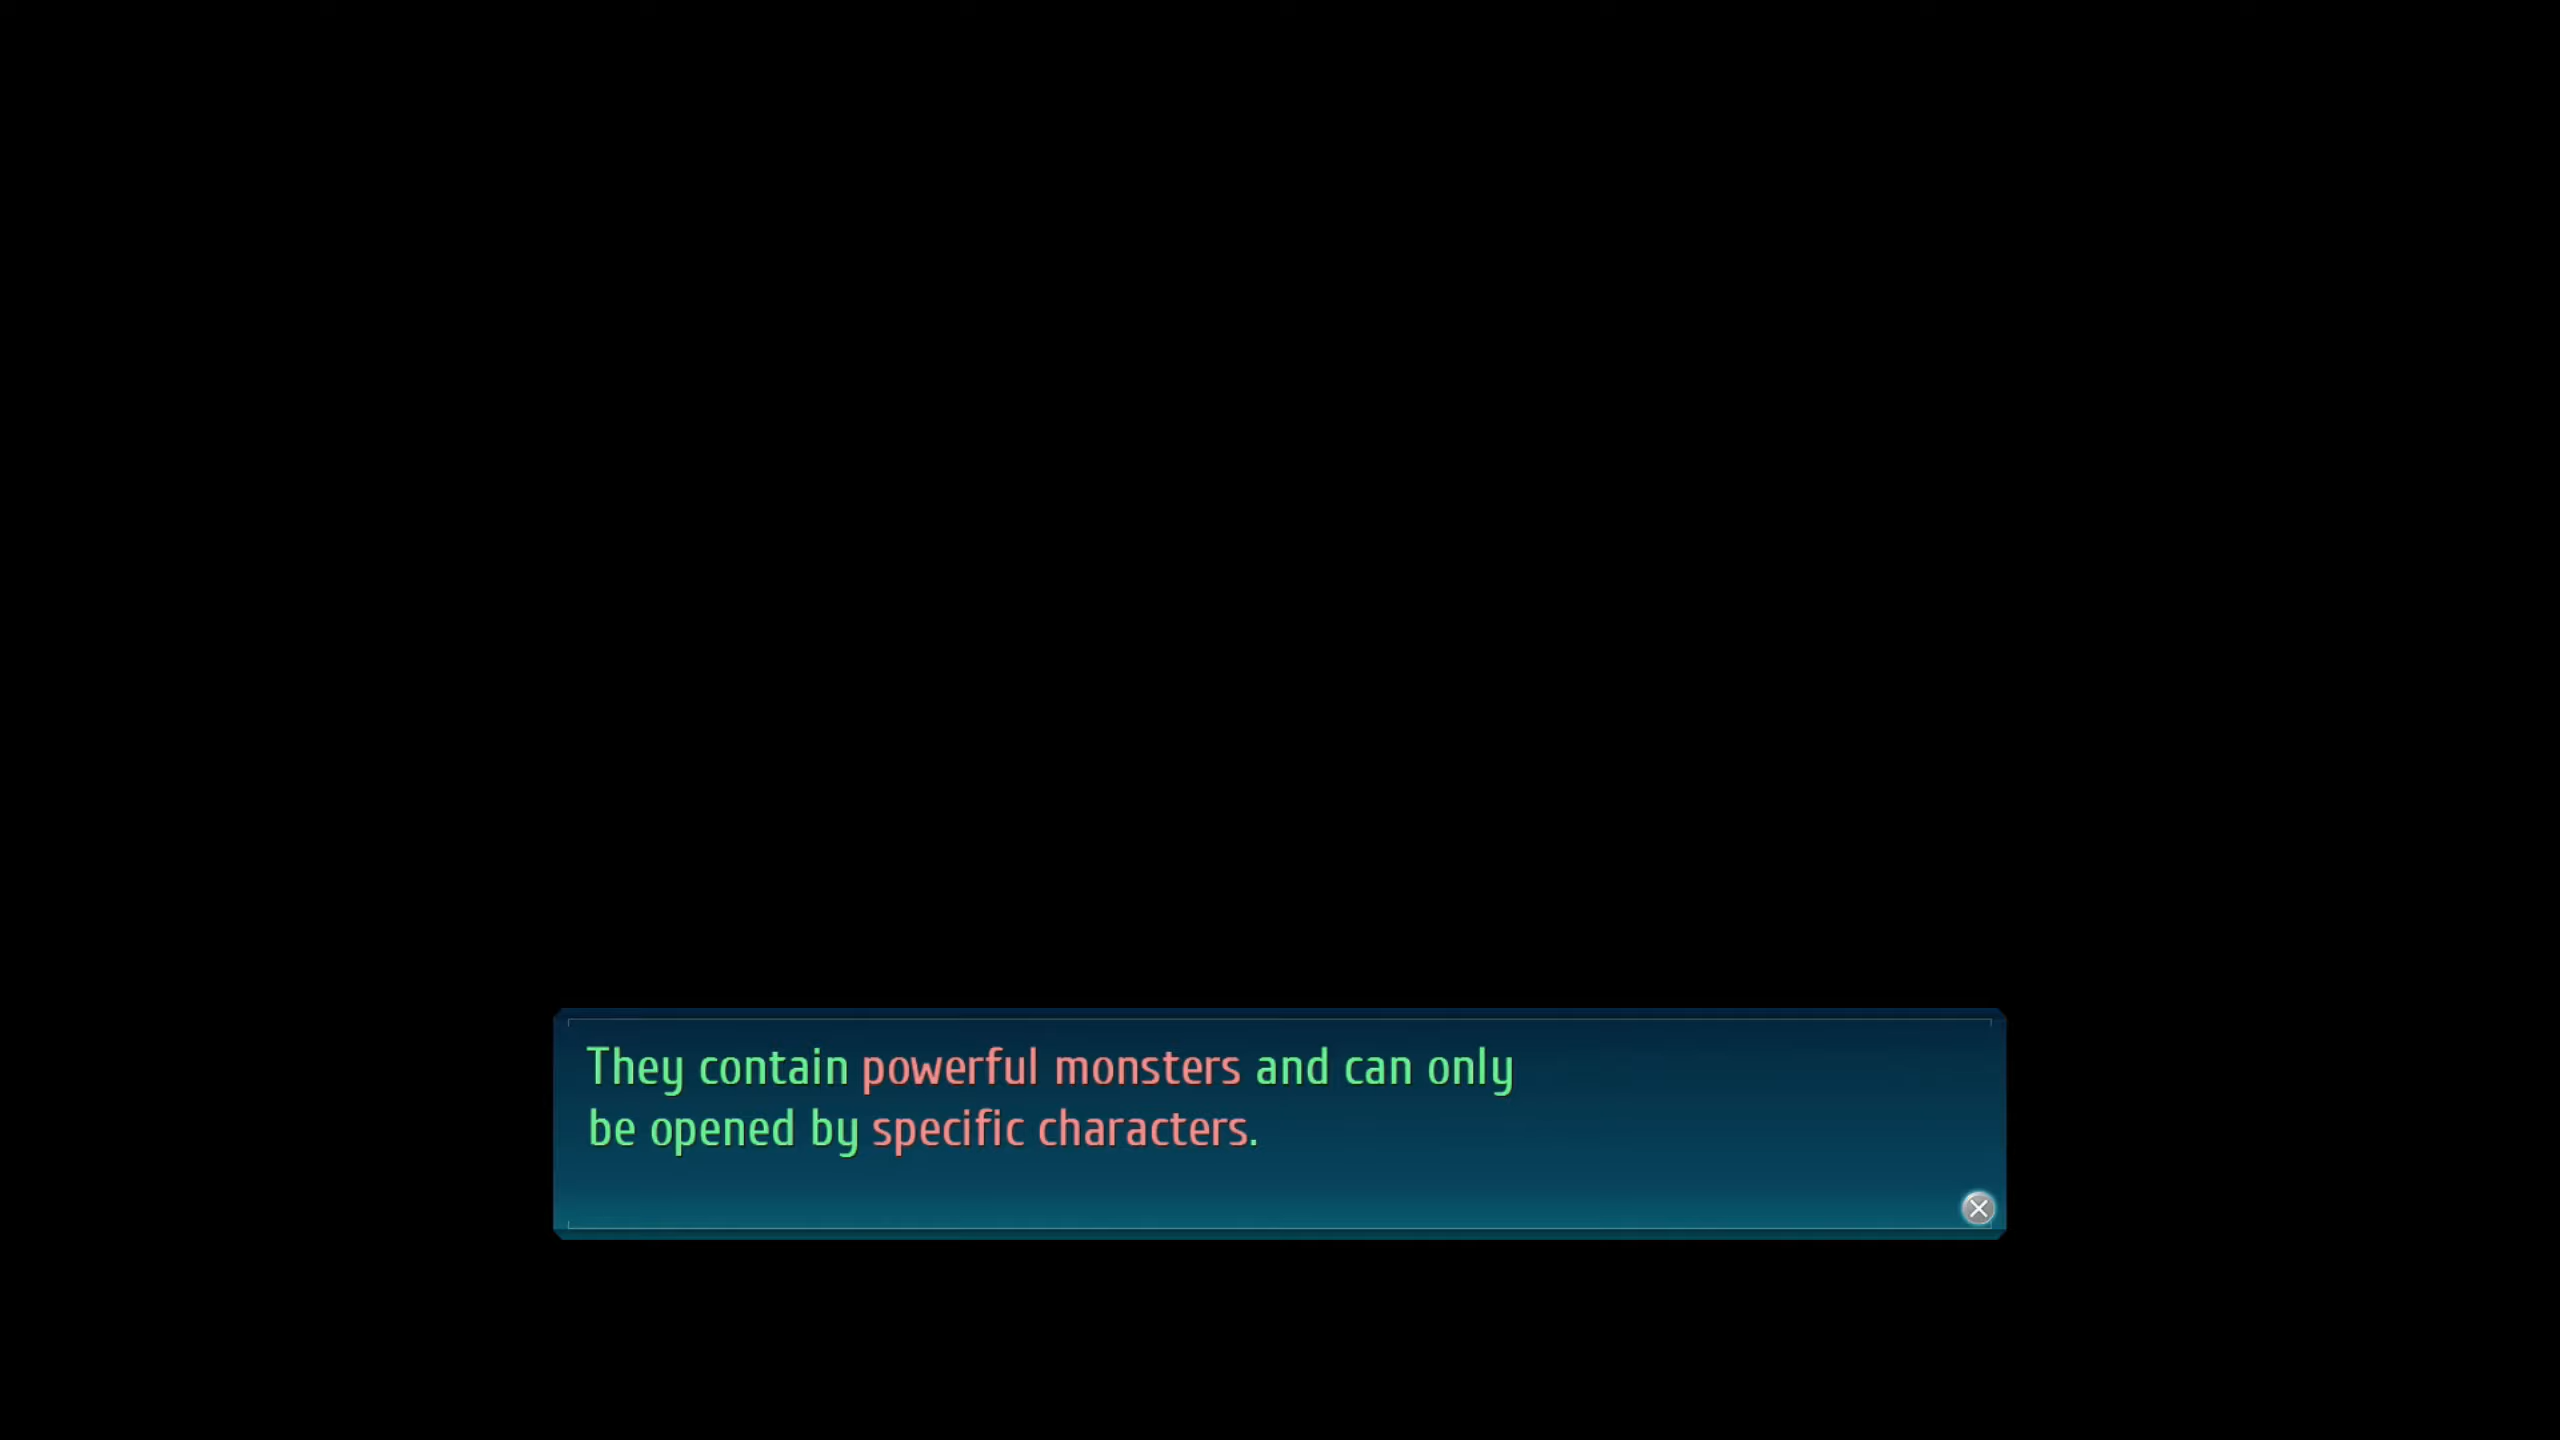 They contain powerful monsters and can only
be opened by specific characters.